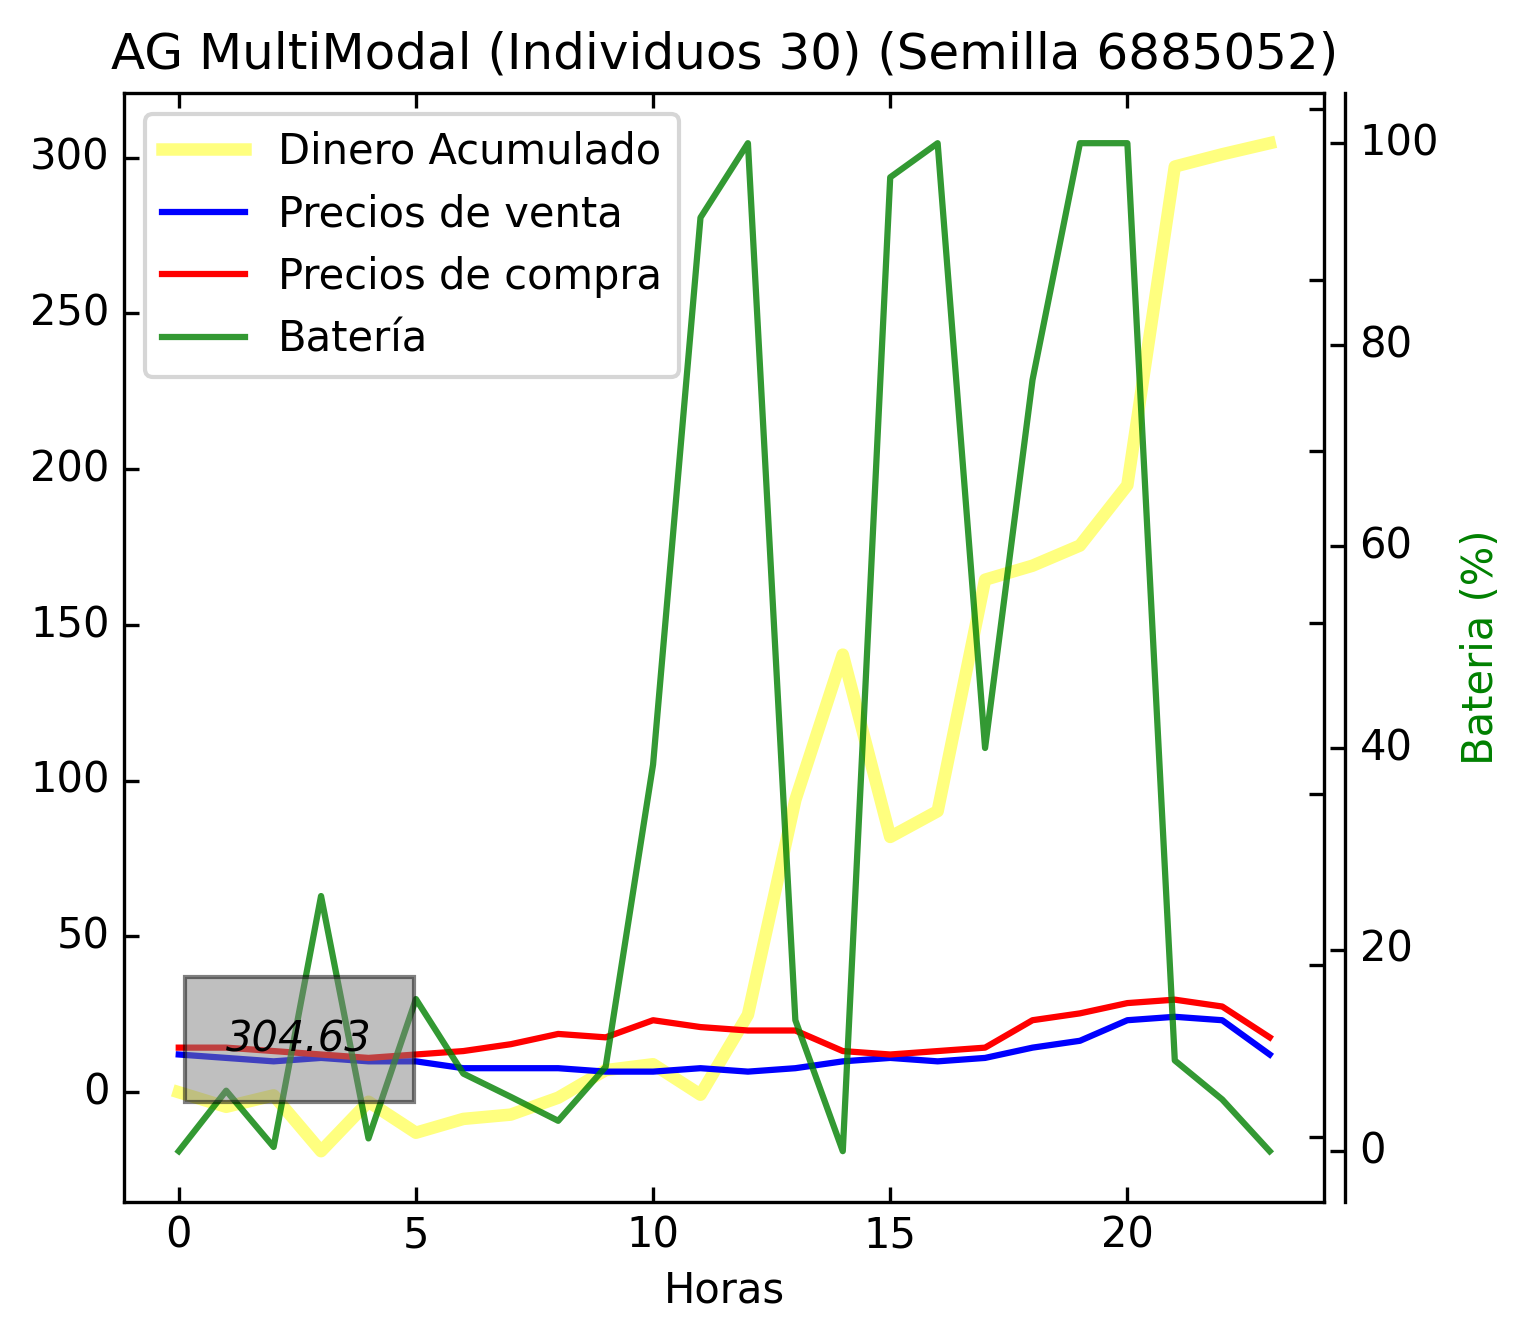 AG MultiModal (Individuos 30) (Semilla 6885052)
Dinero Acumulado
Precios de venta
Precios de compra
Batería
300
250
200
150
100
50
0
304.63
100
80
60
40
20
0
Bateria (%)
0 5 10 15 20
Horas